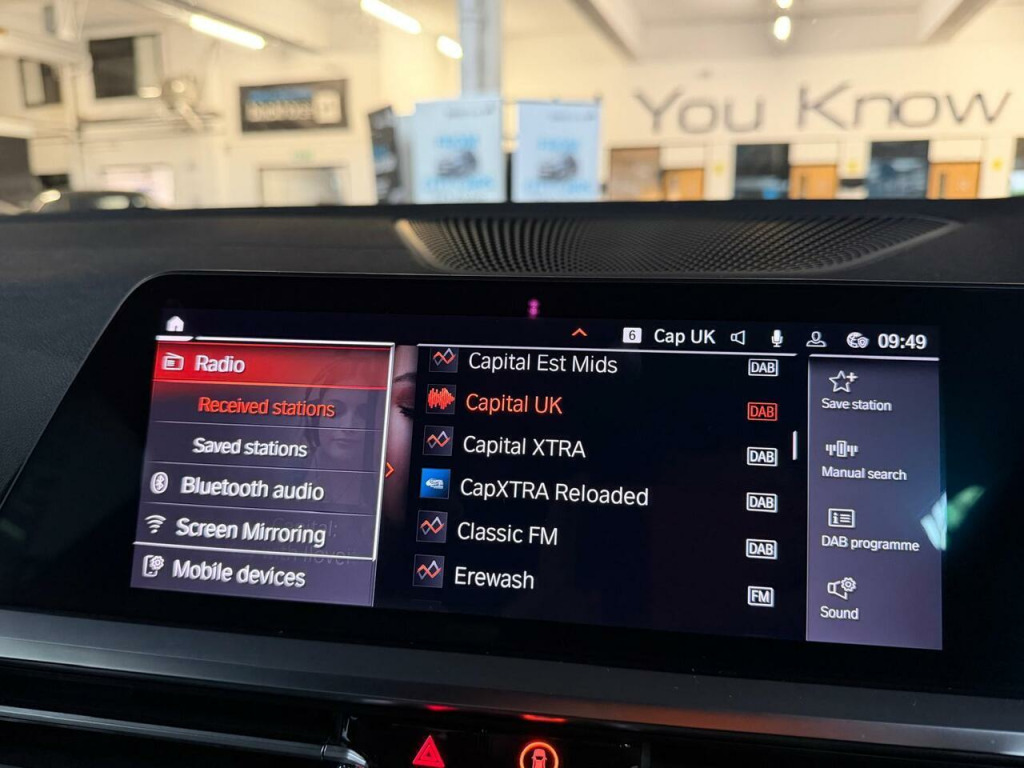 You Know
6 Cap UK 09:49
Radio
Received stations
Saved stations
Bluetooth audio
Screen Mirroring
Mobile devices
Capital Est Mids DAB
Capital UK DAB
Capital XTRA DAB
CapXTRA Reloaded DAB
Classic FM DAB
Erewash FM
Save station
Manual search
DAB programme
Sound